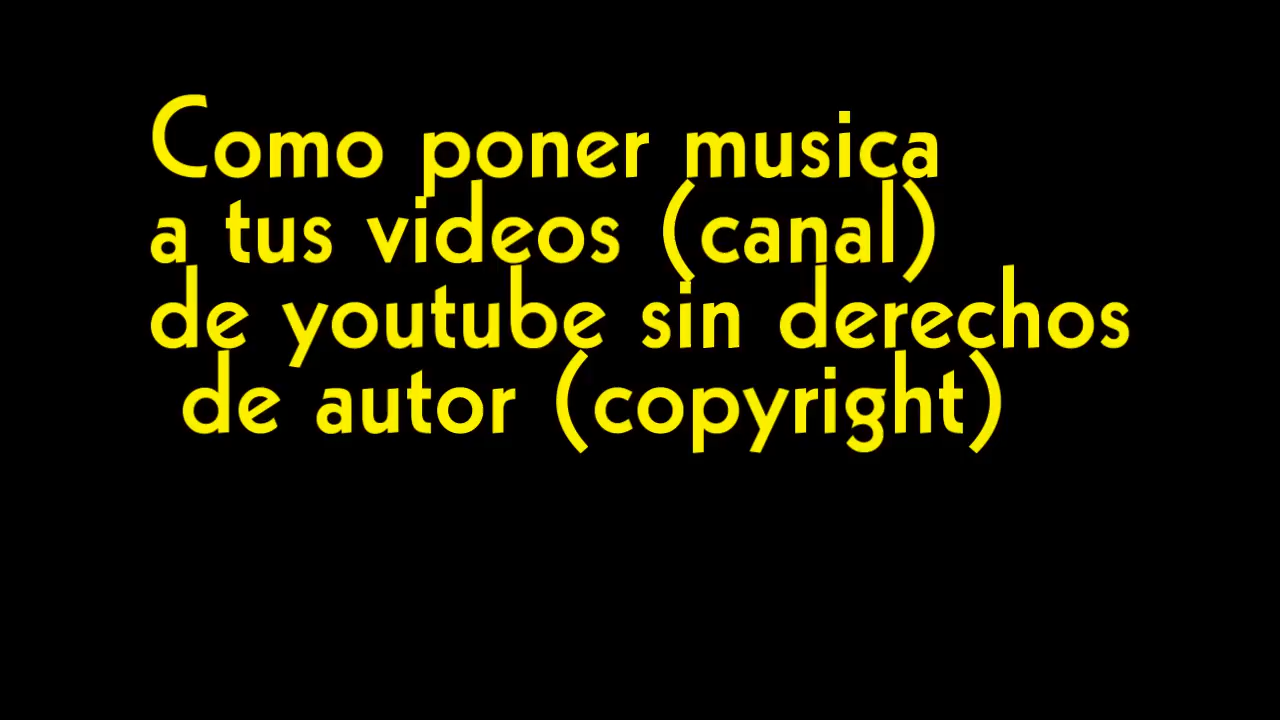 Como poner musica
a tus videos (canal)
de youtube sin derechos
de autor (copyright)